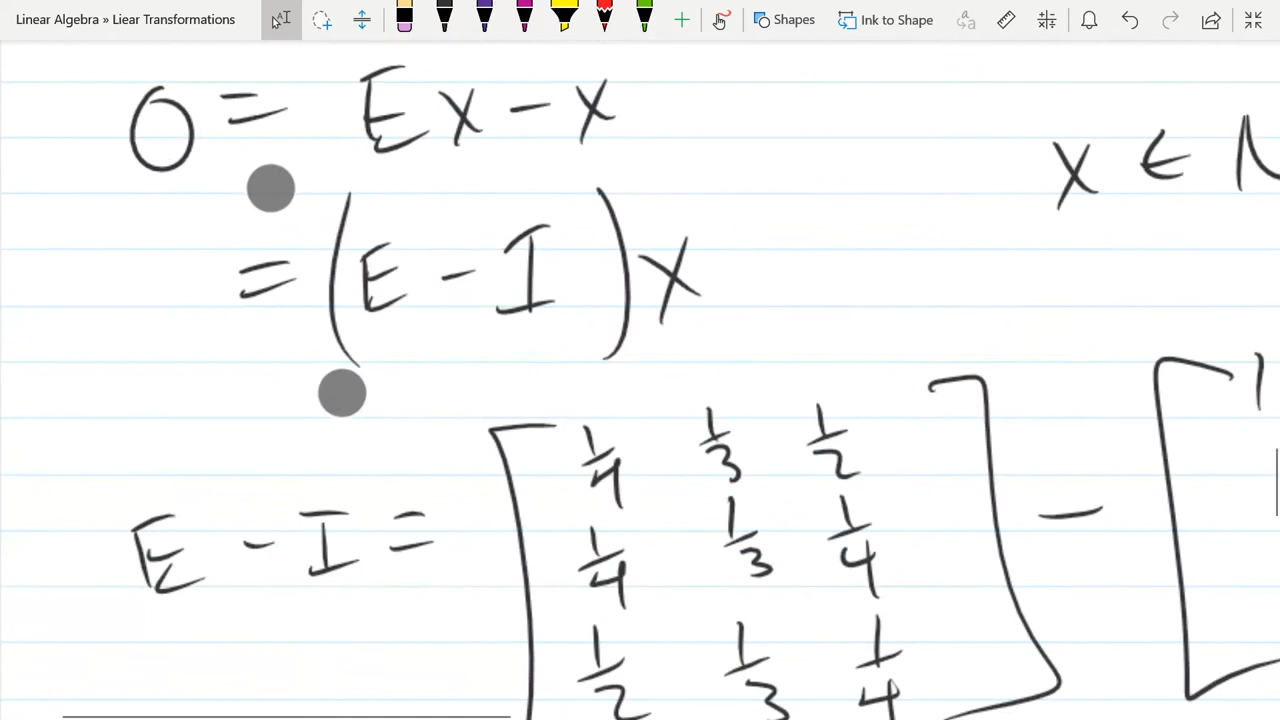 Linear Algebra » Liear Transformations
Shapes
Ink to Shape
0 = Ex - x
x ∈ N
= (E - I) x
E - I = [ 1/4 1/3 1/2 ] - [ 1
1/4 1/3 1/4
1/2 1/3 1/4